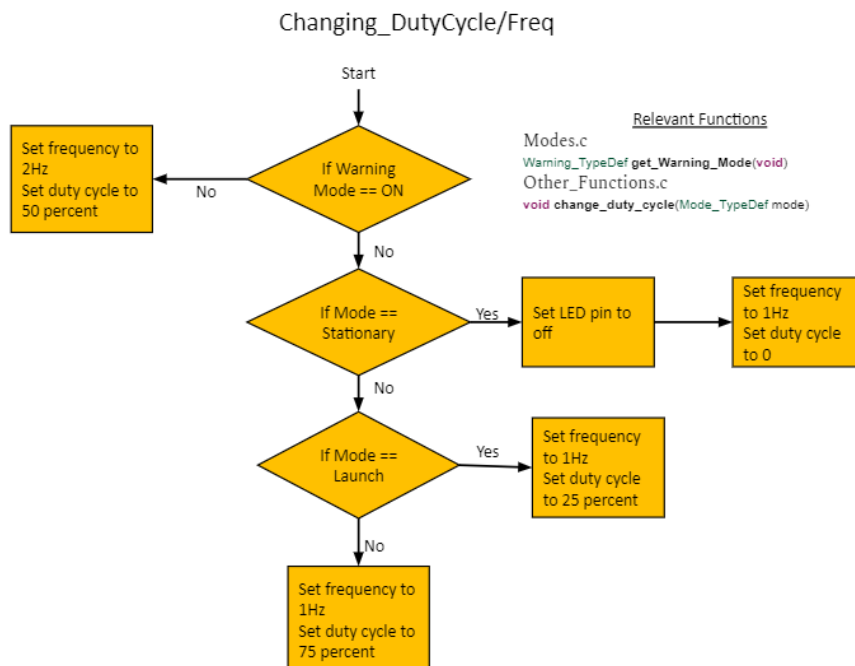 Changing_DutyCycle/Freq
Start
Relevant Functions
Modes.c
Warning_TypeDef get_Warning_Mode(void)
Other_Functions.c
void change_duty_cycle(Mode_TypeDef mode)
If Warning
Mode == ON
No
Set frequency to
2Hz
Set duty cycle to
50 percent
No
If Mode ==
Stationary
Yes
Set LED pin to
off
Set frequency
to 1Hz
Set duty cycle
to 0
No
If Mode ==
Launch
Yes
Set frequency
to 1Hz
Set duty cycle
to 25 percent
No
Set frequency to
1Hz
Set duty cycle to
75 percent